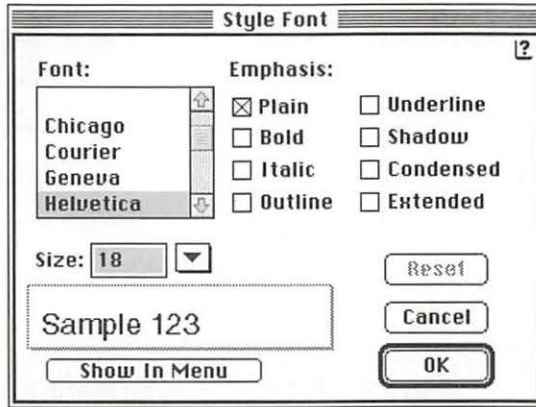 Style Font
?
Font:
Chicago
Courier
Geneva
Helvetica
Emphasis:
Plain
Bold
Italic
Outline
Underline
Shadow
Condensed
Extended
Size: 18
Sample 123
Show In Menu
Reset
Cancel
OK